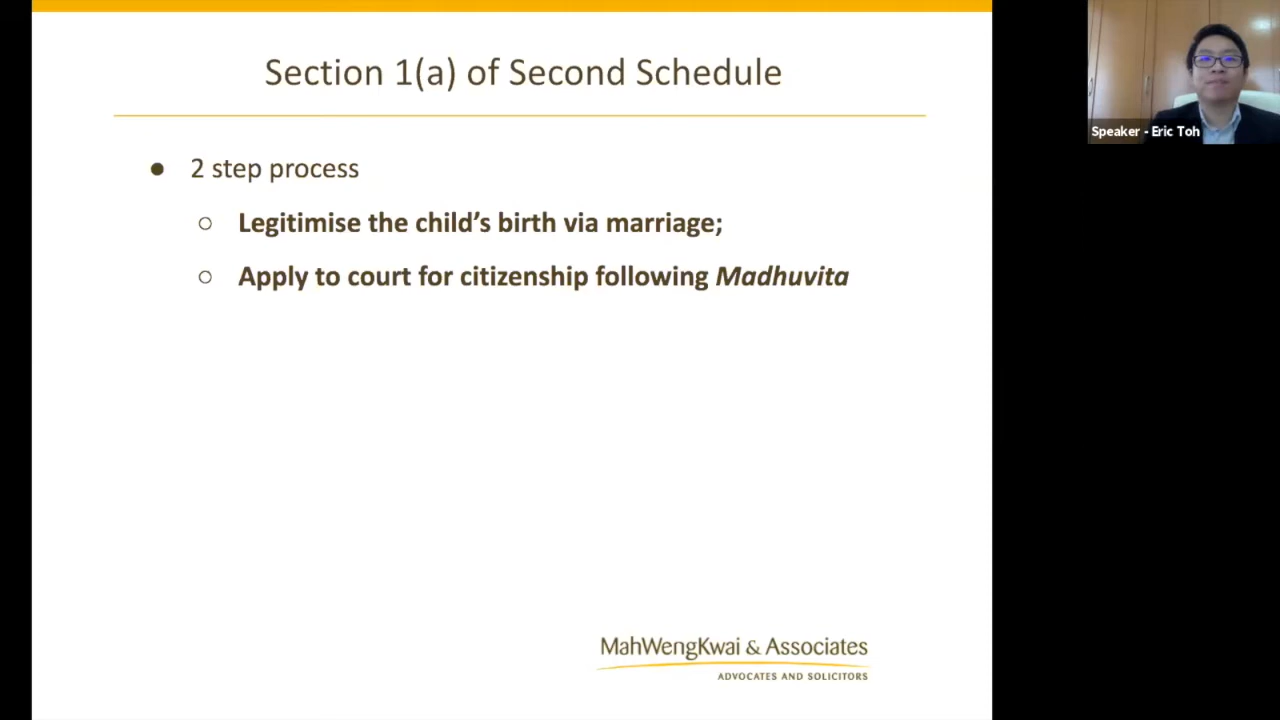 Section 1(a) of Second Schedule
● 2 step process
○ Legitimise the child's birth via marriage;
○ Apply to court for citizenship following Madhuvita
MahWengKwai & Associates
ADVOCATES AND SOLICITORS
Speaker - Eric Toh